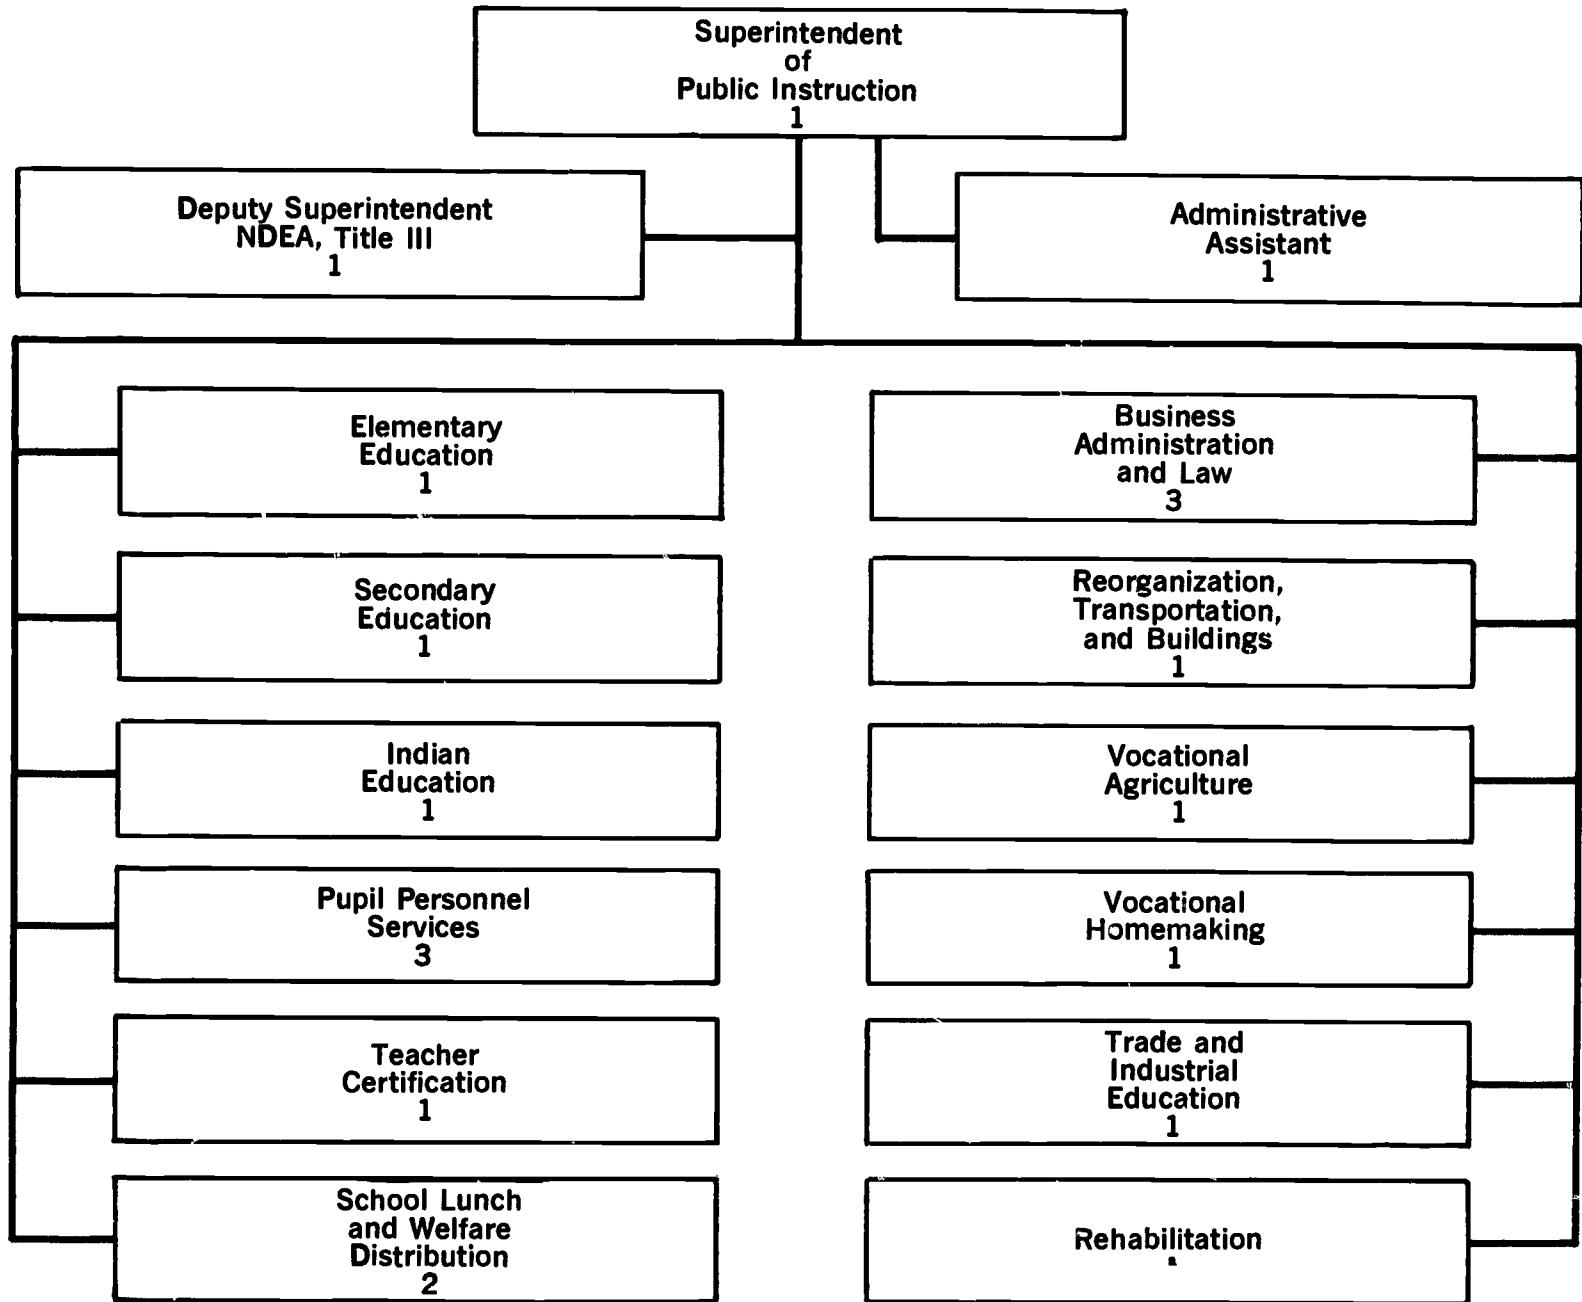 Superintendent
of
Public Instruction
1
Deputy Superintendent
NDEA, Title III
1
Administrative
Assistant
1
Elementary
Education
1
Business
Administration
and Law
3
Secondary
Education
1
Reorganization,
Transportation,
and Buildings
1
Indian
Education
1
Vocational
Agriculture
1
Pupil Personnel
Services
3
Vocational
Homemaking
1
Teacher
Certification
1
Trade and
Industrial
Education
1
School Lunch
and Welfare
Distribution
2
Rehabilitation